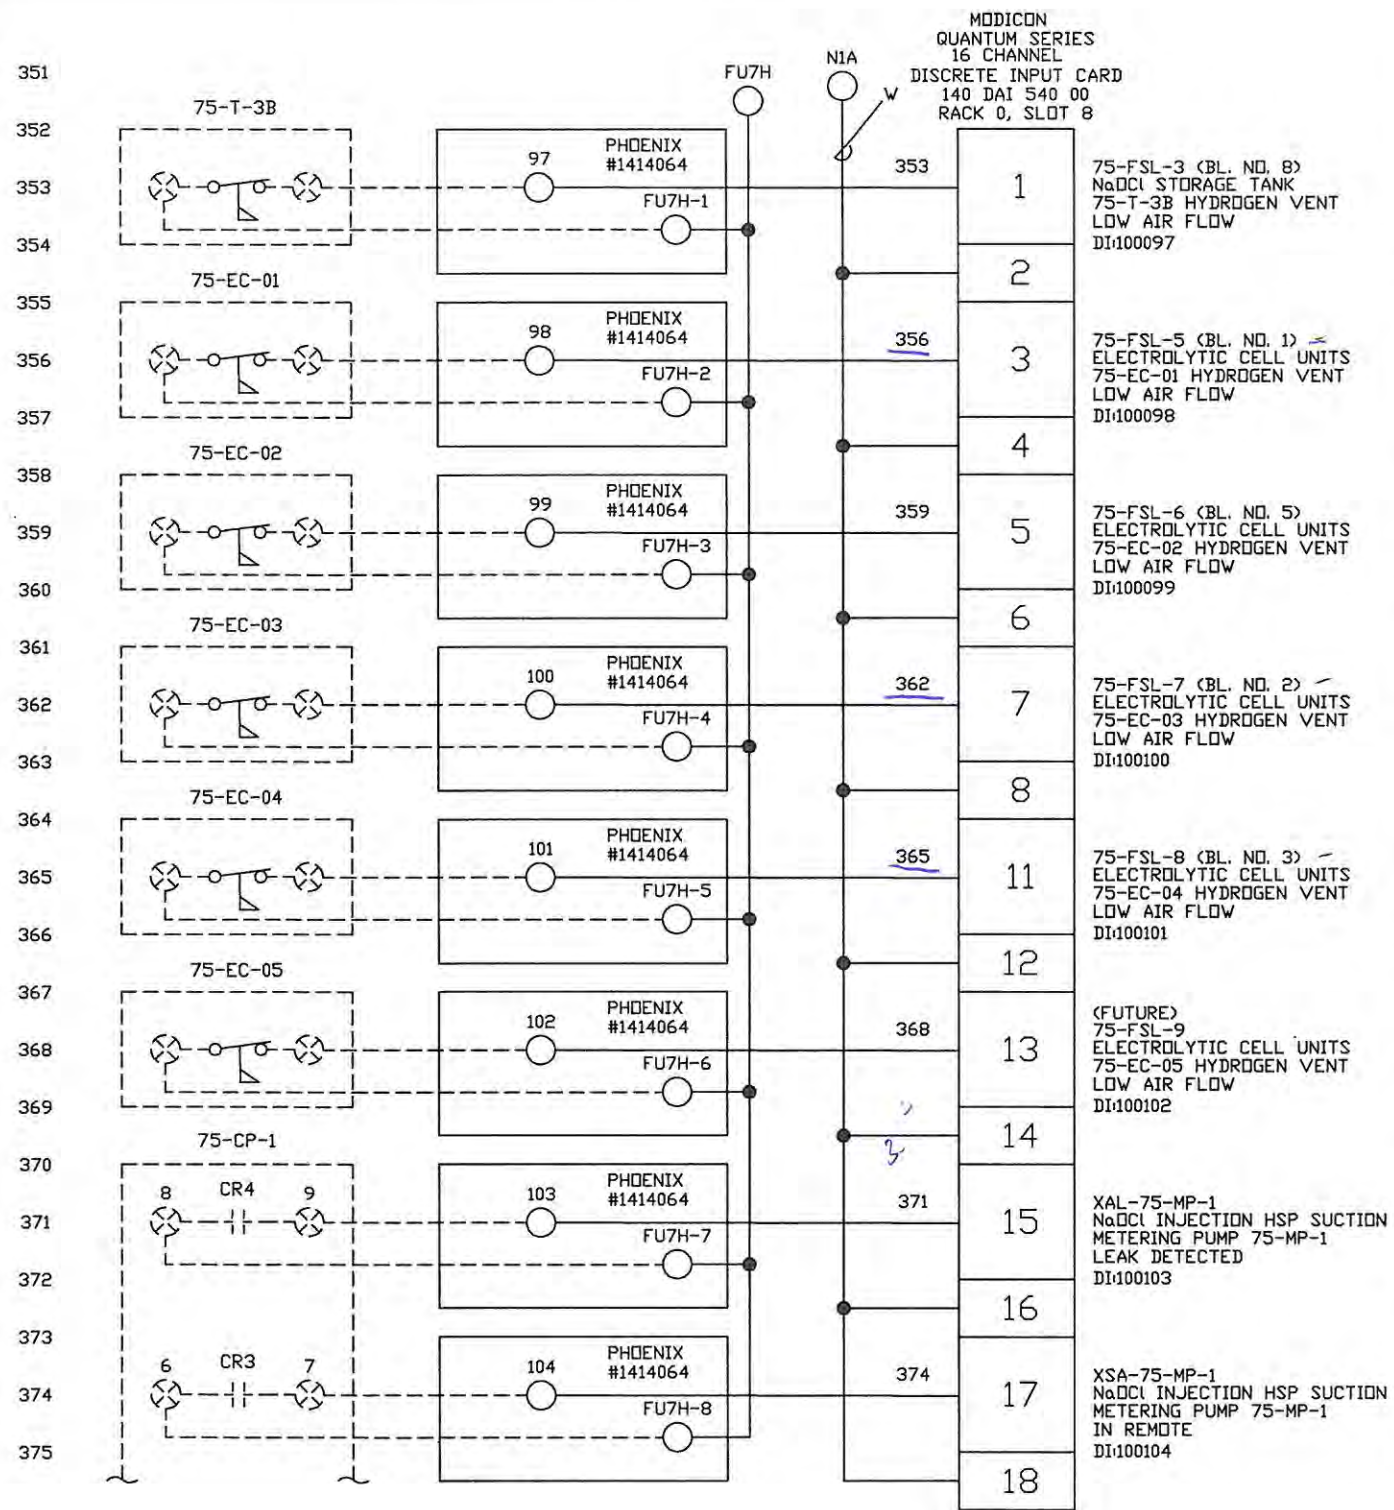 MODICON
QUANTUM SERIES
16 CHANNEL
DISCRETE INPUT CARD
140 DAI 540 00
RACK 0, SLOT 8
FU7H
N1A
W
351
352
353
354
355
356
357
358
359
360
361
362
363
364
365
366
367
368
369
370
371
372
373
374
375
75-T-3B
PHOENIX
#1414064
97
FU7H-1
353
1
2
75-FSL-3 (BL. NO. 8)
NaOCl STORAGE TANK
75-T-3B HYDROGEN VENT
LOW AIR FLOW
DI:100097
75-EC-01
PHOENIX
#1414064
98
FU7H-2
356
3
4
75-FSL-5 (BL. NO. 1)
ELECTROLYTIC CELL UNITS
75-EC-01 HYDROGEN VENT
LOW AIR FLOW
DI:100098
75-EC-02
PHOENIX
#1414064
99
FU7H-3
359
5
6
75-FSL-6 (BL. NO. 5)
ELECTROLYTIC CELL UNITS
75-EC-02 HYDROGEN VENT
LOW AIR FLOW
DI:100099
75-EC-03
PHOENIX
#1414064
100
FU7H-4
362
7
8
75-FSL-7 (BL. NO. 2)
ELECTROLYTIC CELL UNITS
75-EC-03 HYDROGEN VENT
LOW AIR FLOW
DI:100100
75-EC-04
PHOENIX
#1414064
101
FU7H-5
365
11
12
75-FSL-8 (BL. NO. 3)
ELECTROLYTIC CELL UNITS
75-EC-04 HYDROGEN VENT
LOW AIR FLOW
DI:100101
75-EC-05
PHOENIX
#1414064
102
FU7H-6
368
13
14
(FUTURE)
75-FSL-9
ELECTROLYTIC CELL UNITS
75-EC-05 HYDROGEN VENT
LOW AIR FLOW
DI:100102
75-CP-1
8 CR4 9
PHOENIX
#1414064
103
FU7H-7
371
15
16
XAL-75-MP-1
NaOCl INJECTION HSP SUCTION
METERING PUMP 75-MP-1
LEAK DETECTED
DI:100103
6 CR3 7
PHOENIX
#1414064
104
FU7H-8
374
17
18
XSA-75-MP-1
NaOCl INJECTION HSP SUCTION
METERING PUMP 75-MP-1
IN REMOTE
DI:100104